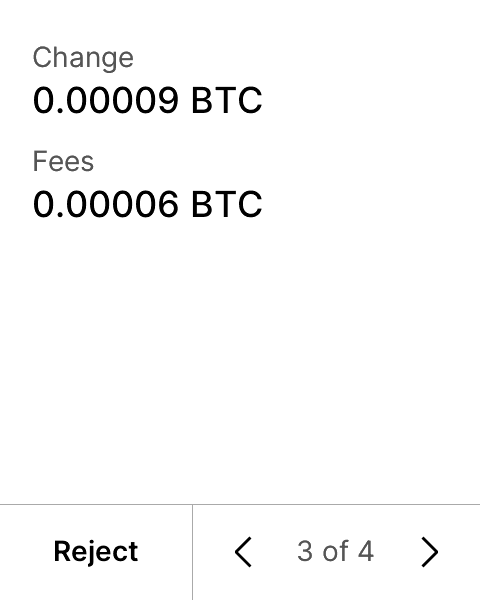 Change
0.00009 BTC
Fees
0.00006 BTC
Reject
3 of 4